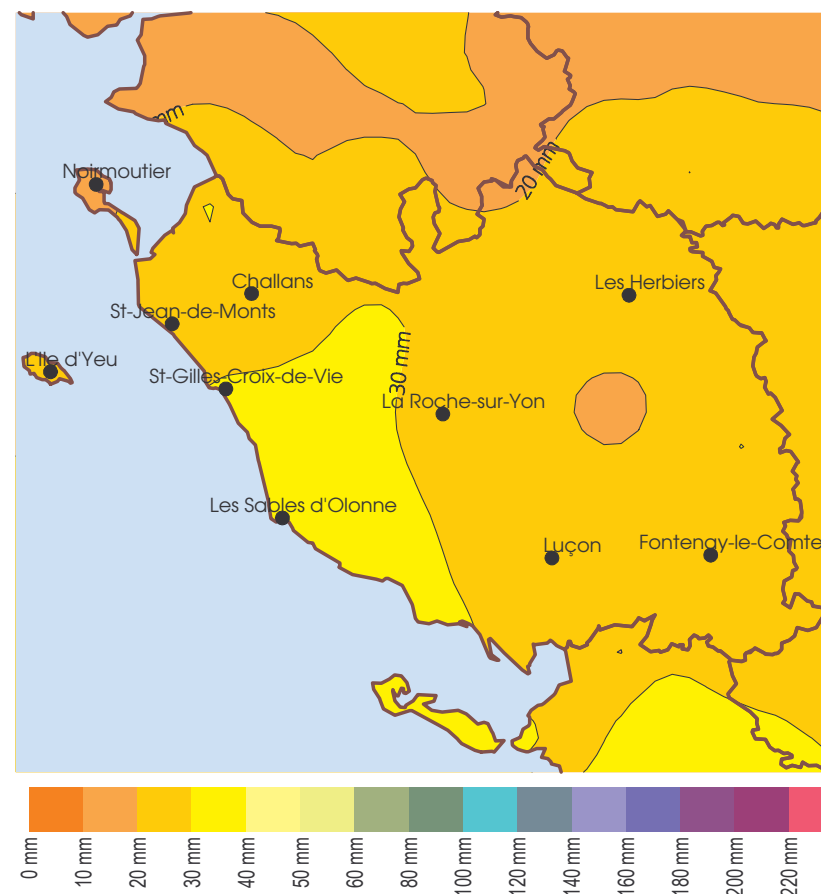 mm
20 mm
Noirmoutier
Challans
Les Herbiers
St-Jean-de-Monts
L'Ile d'Yeu
St-Gilles-Croix-de-Vie
30 mm
La Roche-sur-Yon
Les Sables d'Olonne
Luçon
Fontenay-le-Comte
0 mm
10 mm
20 mm
30 mm
40 mm
50 mm
60 mm
80 mm
100 mm
120 mm
140 mm
160 mm
180 mm
200 mm
220 mm